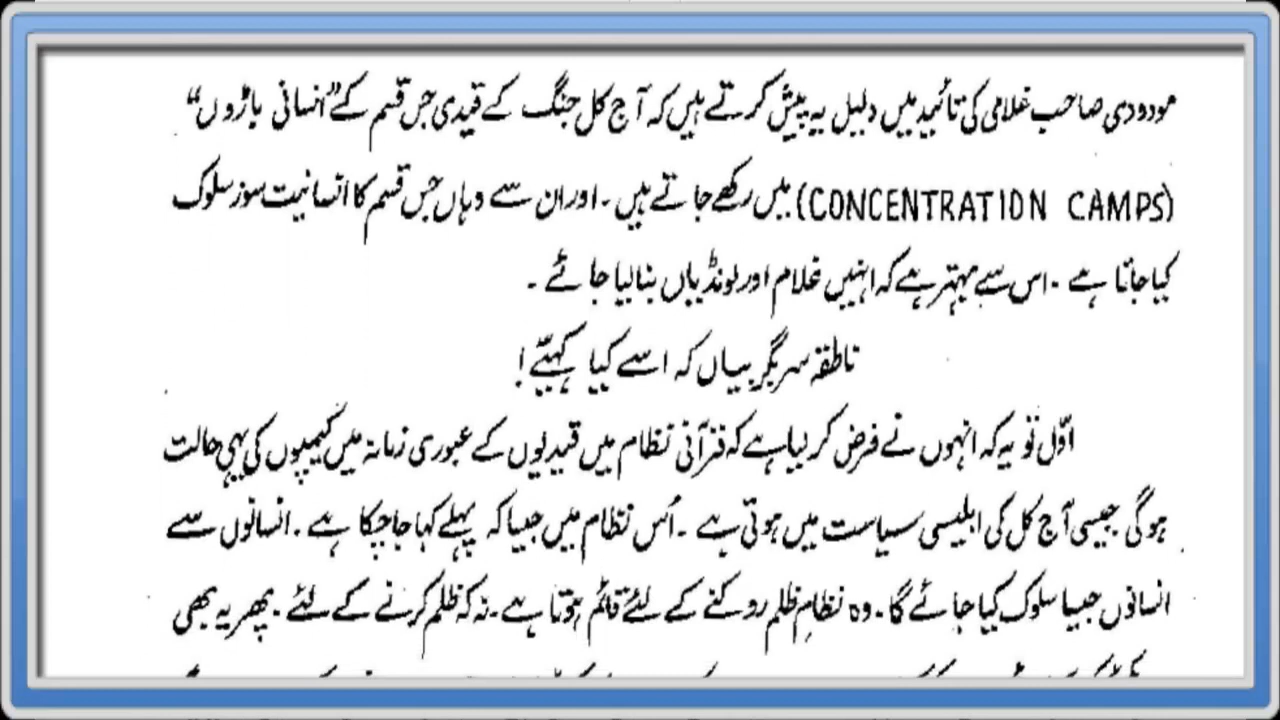 مودودی صاحب غلامی کی تائید میں دلیل یہ پیش کرتے ہیں کہ آج کل جنگ کے قیدی جس قسم کے "انسانی باڑوں"
(CONCENTRATION CAMPS) میں رکھے جاتے ہیں۔ اور ان سے وہاں جس قسم کا انسانیت سوز سلوک
کیا جاتا ہے۔ اس سے بہتر ہے کہ انہیں غلام اور لونڈیاں بنا لیا جائے۔
ناطقہ سر بگریباں کہ اسے کیا کہیّے!
اوّل تو یہ کہ انہوں نے فرض کر لیا ہے کہ قرآنی نظام میں قیدیوں کے عبوری زمانہ میں کیمپوں کی یہی حالت
ہوگی جیسی آج کل کی ابلیسی سیاست میں ہوتی ہے۔ اُس نظام میں جیسا کہ پہلے کہا جا چکا ہے۔ انسانوں سے
انسانوں جیسا سلوک کیا جائے گا۔ وہ نظامِ ظلم روکنے کے لئے قائم ہوتا ہے۔ نہ کہ ظلم کرنے کے لئے۔ پھر یہ بھی